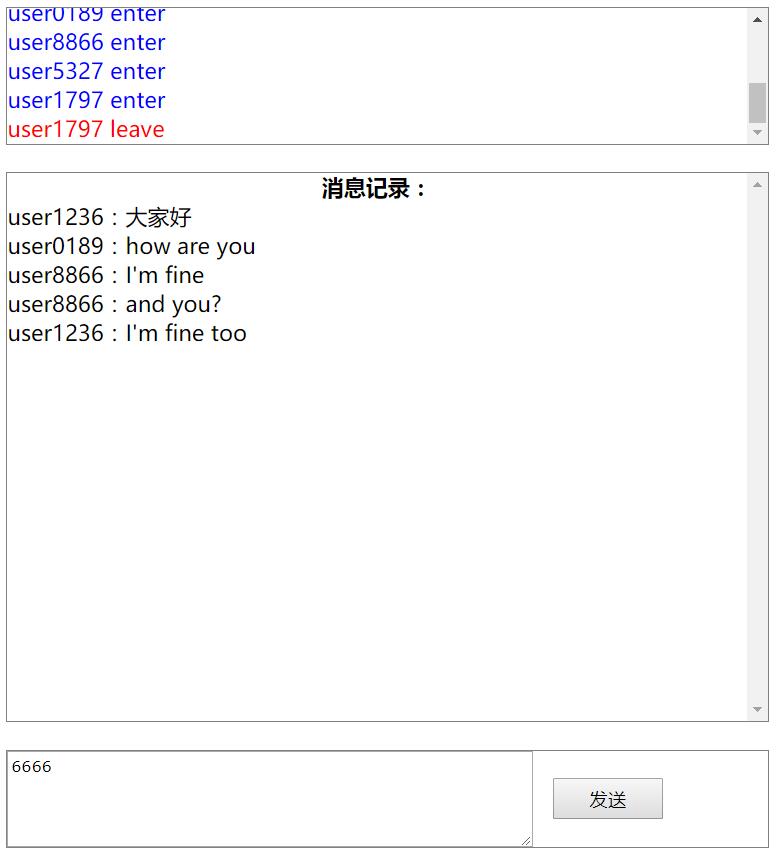 user0189 enter
user8866 enter
user5327 enter
user1797 enter
user1797 leave
消息记录：
user1236：大家好
user0189：how are you
user8866：I'm fine
user8866：and you?
user1236：I'm fine too
6666
发送